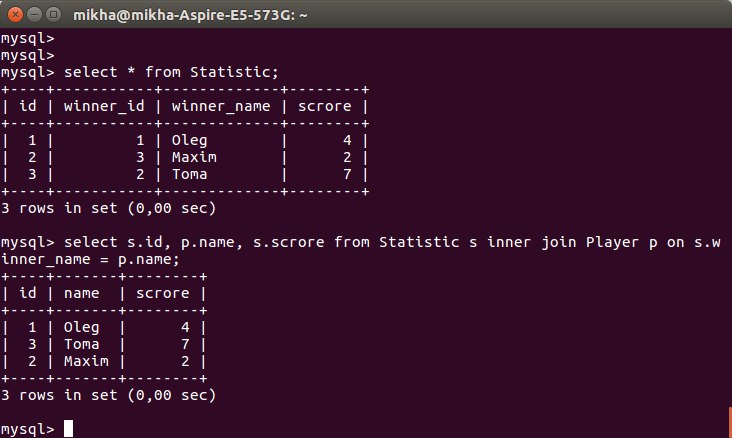 mikha@mikha-Aspire-E5-573G: ~
mysql>
mysql>
mysql> select * from Statistic;
+----+-----------+-------------+--------+
| id | winner_id | winner_name | scrore |
+----+-----------+-------------+--------+
|  1 |         1 | Oleg        |      4 |
|  2 |         3 | Maxim       |      2 |
|  3 |         2 | Toma        |      7 |
+----+-----------+-------------+--------+
3 rows in set (0,00 sec)
mysql> select s.id, p.name, s.scrore from Statistic s inner join Player p on s.w
inner_name = p.name;
+----+-------+--------+
| id | name  | scrore |
+----+-------+--------+
|  1 | Oleg  |      4 |
|  3 | Toma  |      7 |
|  2 | Maxim |      2 |
+----+-------+--------+
3 rows in set (0,00 sec)
mysql>